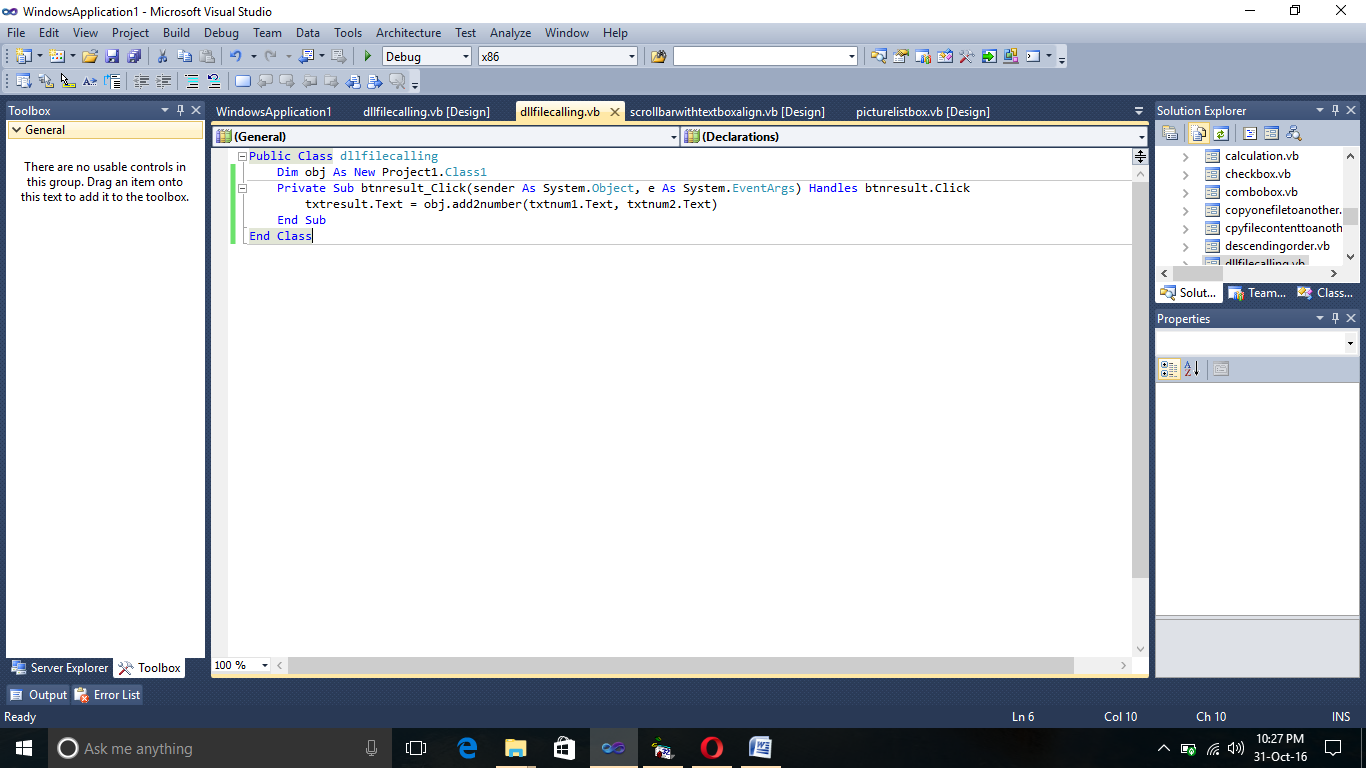 WindowsApplication1 - Microsoft Visual Studio
File Edit View Project Build Debug Team Data Tools Architecture Test Analyze Window Help
Debug x86
Toolbox
General
There are no usable controls in
this group. Drag an item onto
this text to add it to the toolbox.
Server Explorer Toolbox
WindowsApplication1 dllfilecalling.vb [Design] dllfilecalling.vb scrollbarwithtextboxalign.vb [Design] picturelistbox.vb [Design]
(General) (Declarations)
Public Class dllfilecalling
Dim obj As New Project1.Class1
Private Sub btnresult_Click(sender As System.Object, e As System.EventArgs) Handles btnresult.Click
txtresult.Text = obj.add2number(txtnum1.Text, txtnum2.Text)
End Sub
End Class
100 %
Solution Explorer
calculation.vb
checkbox.vb
combobox.vb
copyonefiletoanother.
cpyfilecontenttoanoth
descendingorder.vb
dllfilecalling.vb
Solut... Team... Class...
Properties
Output Error List
Ready Ln 6 Col 10 Ch 10 INS
Ask me anything
10:27 PM
31-Oct-16